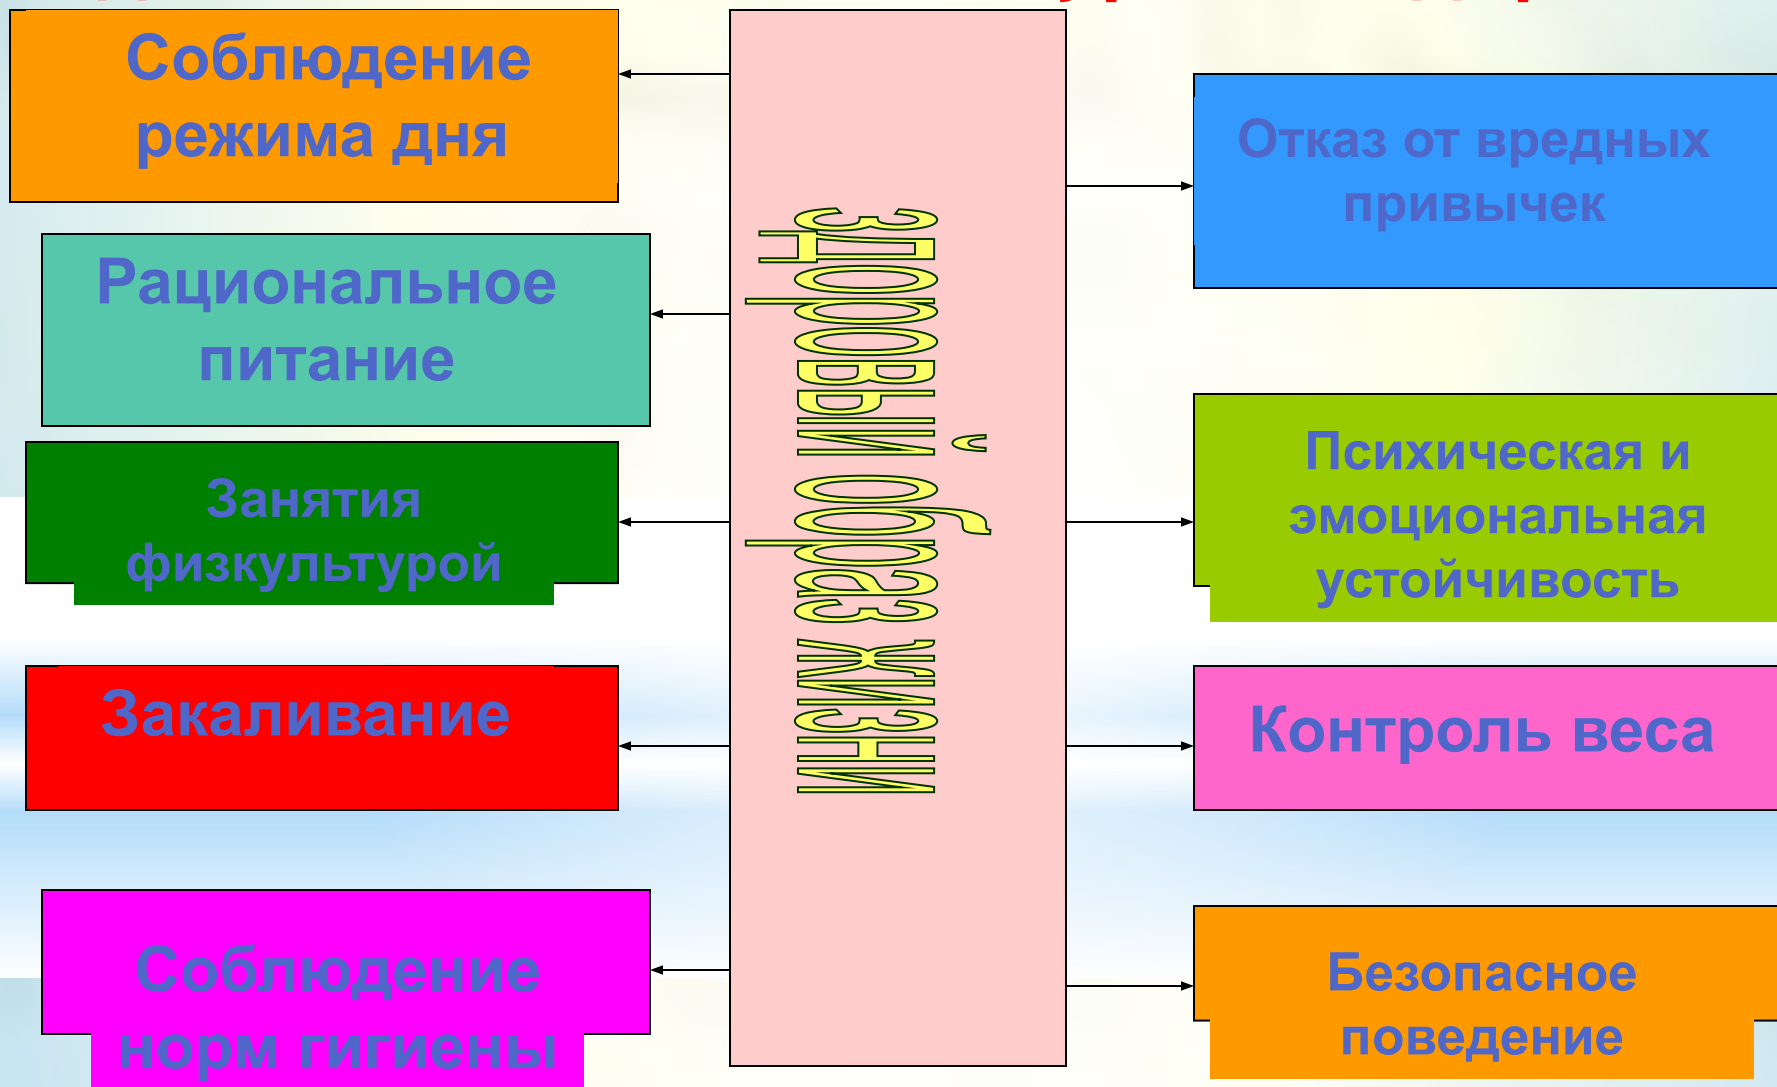 Соблюдение
режима дня
Рациональное
питание
Занятия
физкультурой
Закаливание
Соблюдение
норм гигиены
здоровый образ жизни
Отказ от вредных
привычек
Психическая и
эмоциональная
устойчивость
Контроль веса
Безопасное
поведение